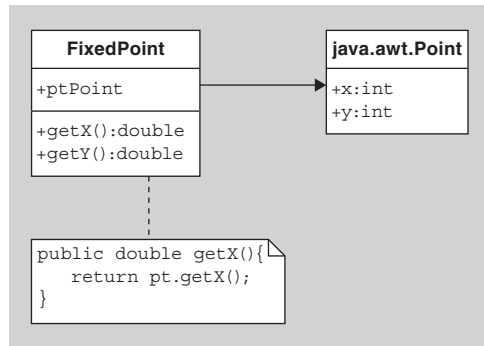 FixedPoint
+ptPoint
+getX():double
+getY():double
java.awt.Point
+x:int
+y:int
public double getX(){
return pt.getX();
}